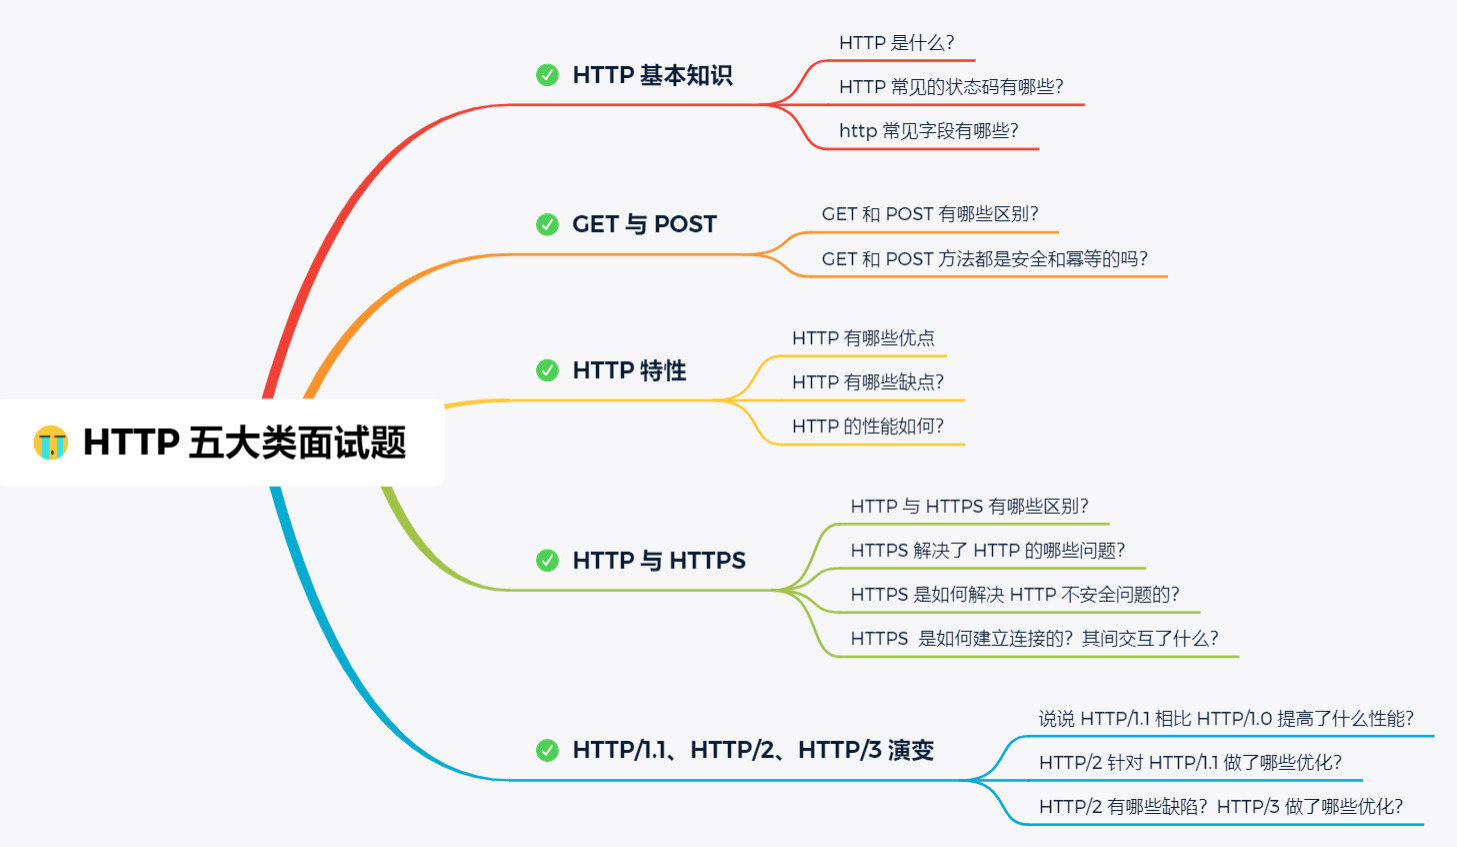 HTTP 五大类面试题
HTTP 基本知识
HTTP 是什么？
HTTP 常见的状态码有哪些？
http 常见字段有哪些？
GET 与 POST
GET 和 POST 有哪些区别？
GET 和 POST 方法都是安全和幂等的吗？
HTTP 特性
HTTP 有哪些优点
HTTP 有哪些缺点？
HTTP 的性能如何？
HTTP 与 HTTPS
HTTP 与 HTTPS 有哪些区别？
HTTPS 解决了 HTTP 的哪些问题？
HTTPS 是如何解决 HTTP 不安全问题的？
HTTPS  是如何建立连接的？其间交互了什么？
HTTP/1.1、HTTP/2、HTTP/3 演变
说说 HTTP/1.1 相比 HTTP/1.0 提高了什么性能？
HTTP/2 针对 HTTP/1.1 做了哪些优化？
HTTP/2 有哪些缺陷？HTTP/3 做了哪些优化？